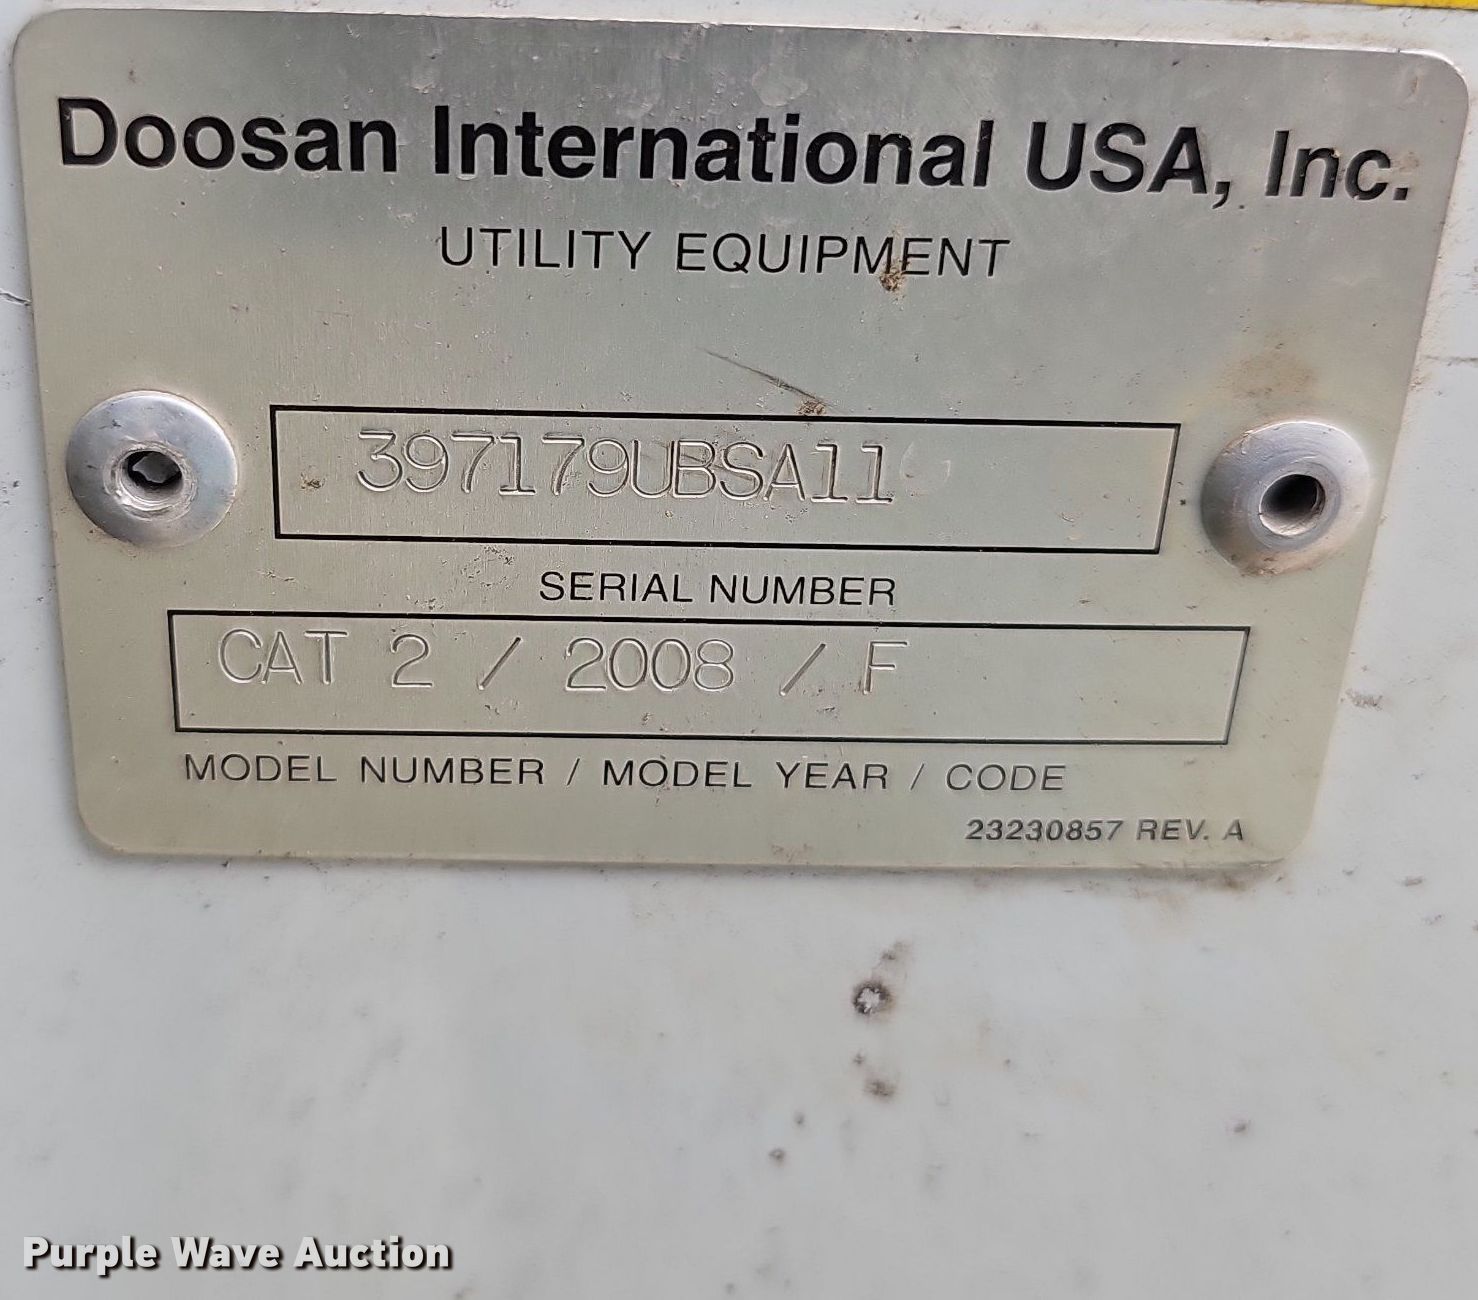 Doosan International USA, Inc.
UTILITY EQUIPMENT
397179UBSA11
SERIAL NUMBER
CAT 2 / 2008 / F
MODEL NUMBER / MODEL YEAR / CODE
23230857 REV. A
Purple Wave Auction